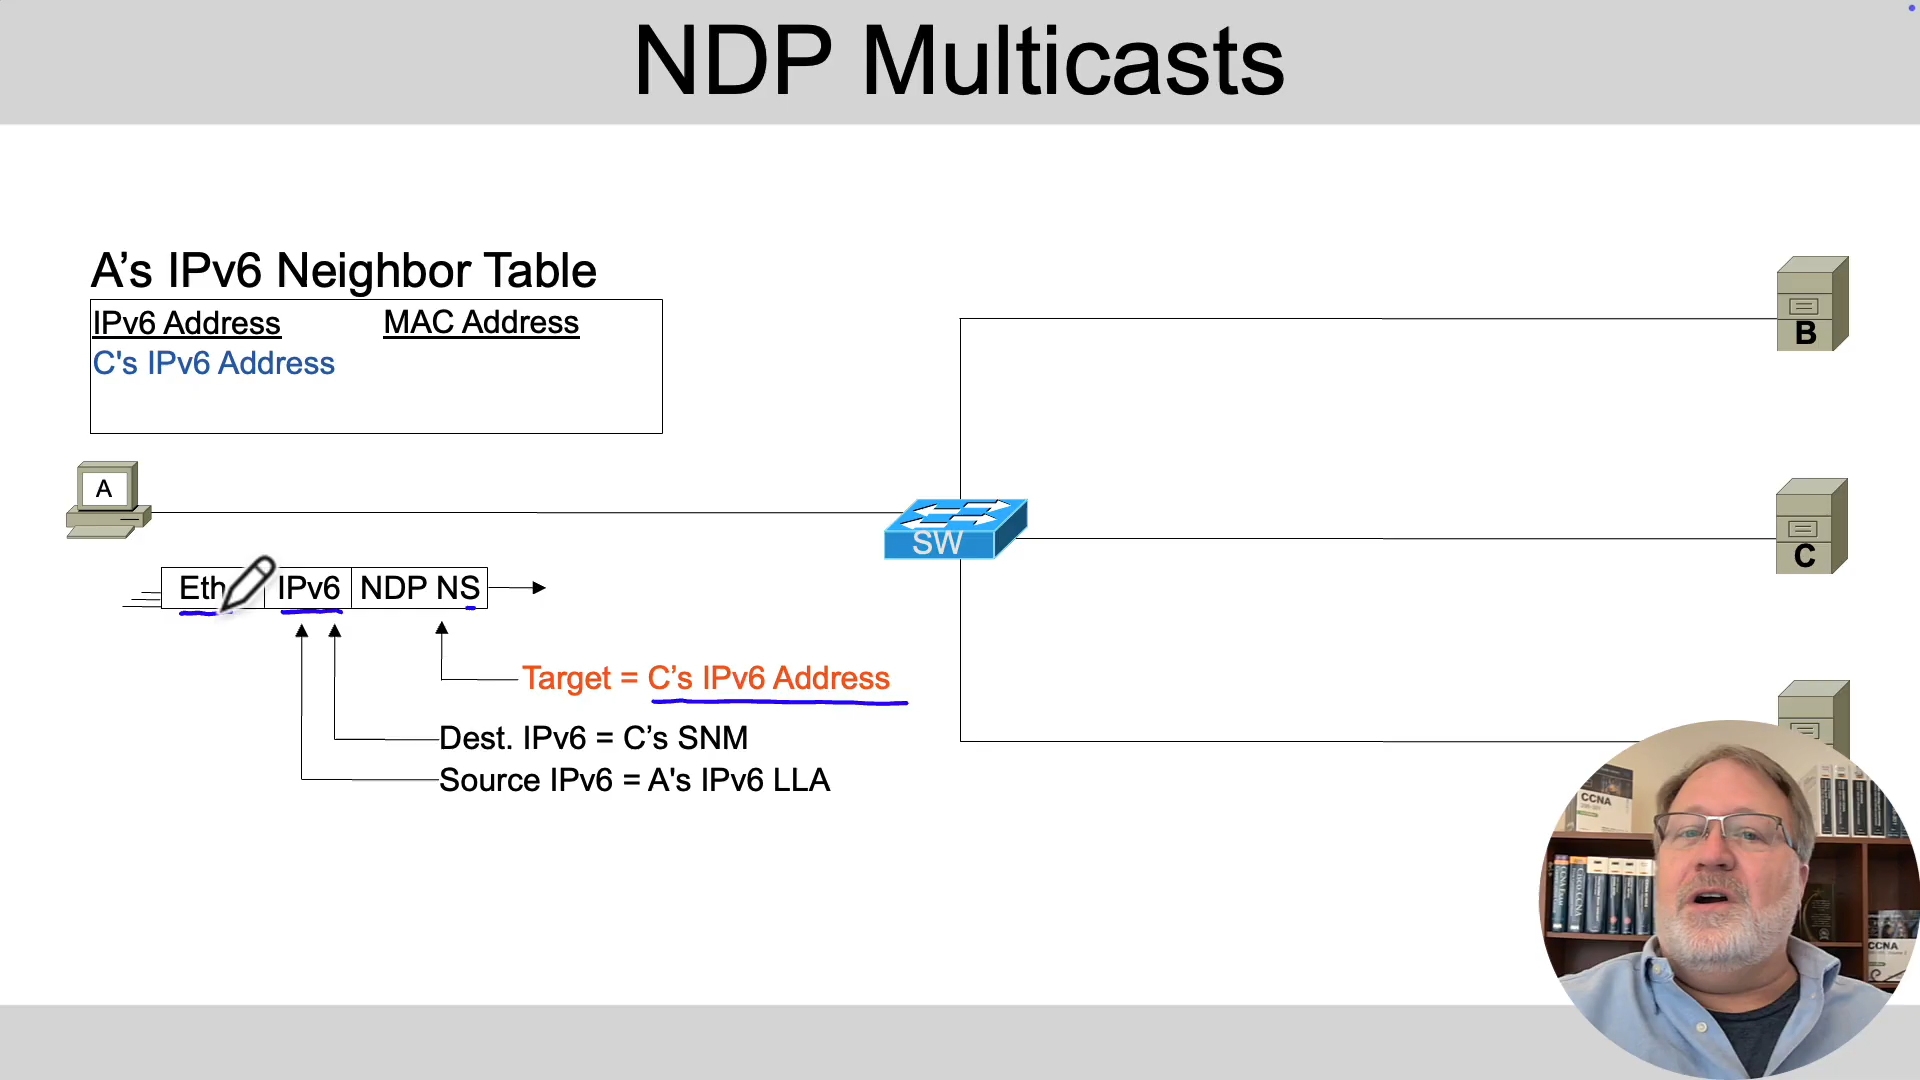 NDP Multicasts
A’s IPv6 Neighbor Table
IPv6 Address MAC Address
C's IPv6 Address
A
B
SW
C
Eth IPv6 NDP NS
Target = C’s IPv6 Address
Dest. IPv6 = C’s SNM
Source IPv6 = A's IPv6 LLA
CCNA
CCNA